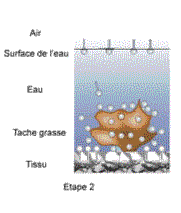 Air
Surface de l'eau
Eau
Tache grasse
Tissu
Etape 2